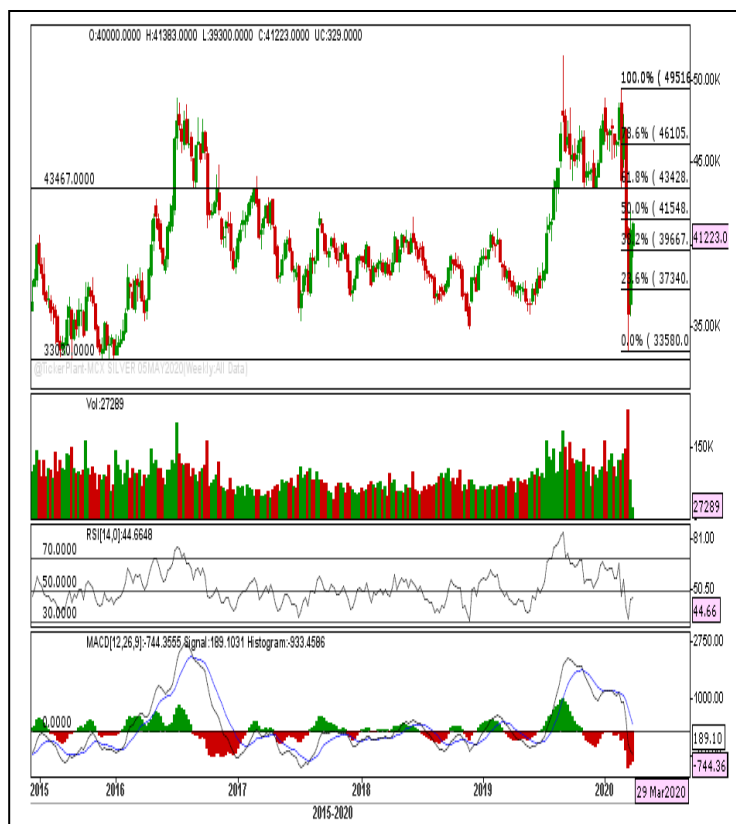 O:40000.0000 H:41383.0000 L:39300.0000 C:41223.0000 UC:329.0000
100.0% ( 49516
50.00K
78.6% ( 46105.
45.00K
43467.0000
61.8% ( 43428.
50.0% ( 41548.
41223.0
38.2% ( 39667.
23.6% ( 37340.
35.00K
0.0% ( 33580.0
@TickerPlant-MCX SILVER 05MAY2020(Weekly:All Data)
Vol:27289
150K
27289
RSI[14,0]:44.6648
81.00
70.0000
50.0000
50.50
44.66
30.0000
MACD[12,26,9]:-744.3555 Signal:189.1031 Histogram:-933.4586
2750.00
1000.00
0.0000
189.10
-744.36
2015 2016 2017 2018 2019 2020
29 Mar2020
2015-2020